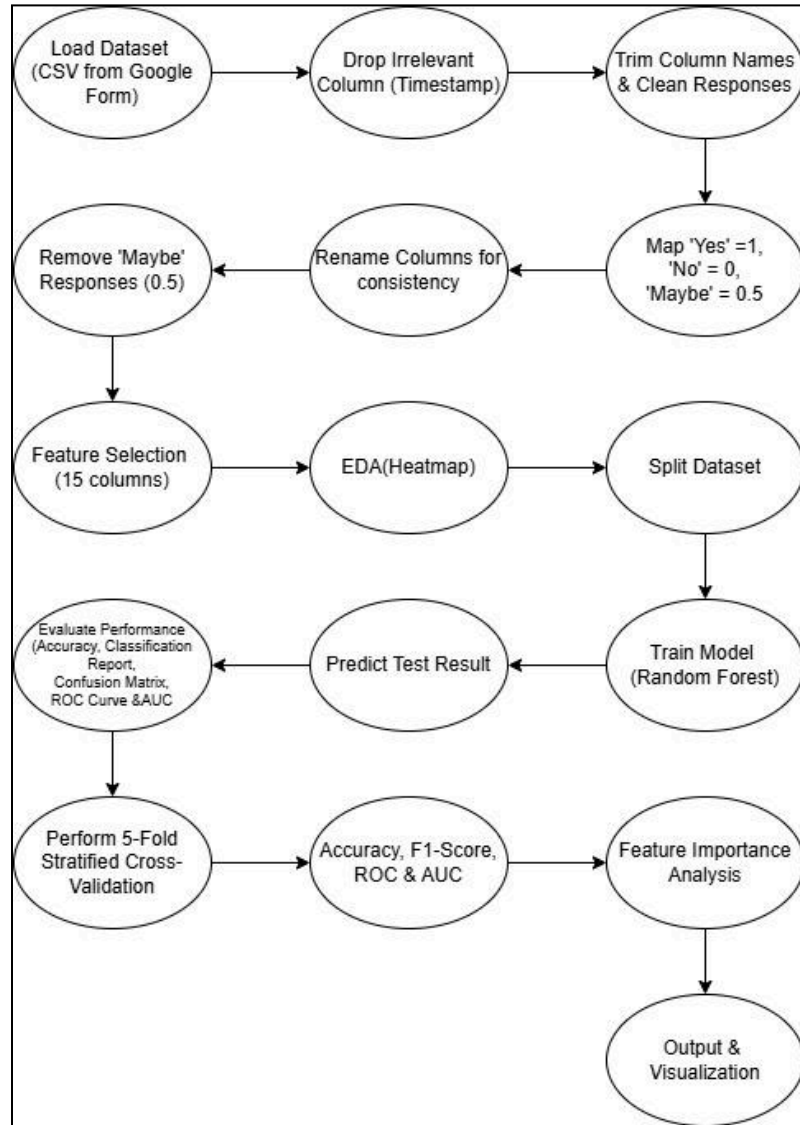 Load Dataset
(CSV from Google
Form)
Drop Irrelevant
Column (Timestamp)
Trim Column Names
& Clean Responses
Map 'Yes' =1,
'No' = 0,
'Maybe' = 0.5
Rename Columns for
consistency
Remove 'Maybe'
Responses (0.5)
Feature Selection
(15 columns)
EDA(Heatmap)
Split Dataset
Train Model
(Random Forest)
Predict Test Result
Evaluate Performance
(Accuracy, Classification
Report,
Confusion Matrix,
ROC Curve &AUC
Perform 5-Fold
Stratified Cross-
Validation
Accuracy, F1-Score,
ROC & AUC
Feature Importance
Analysis
Output &
Visualization